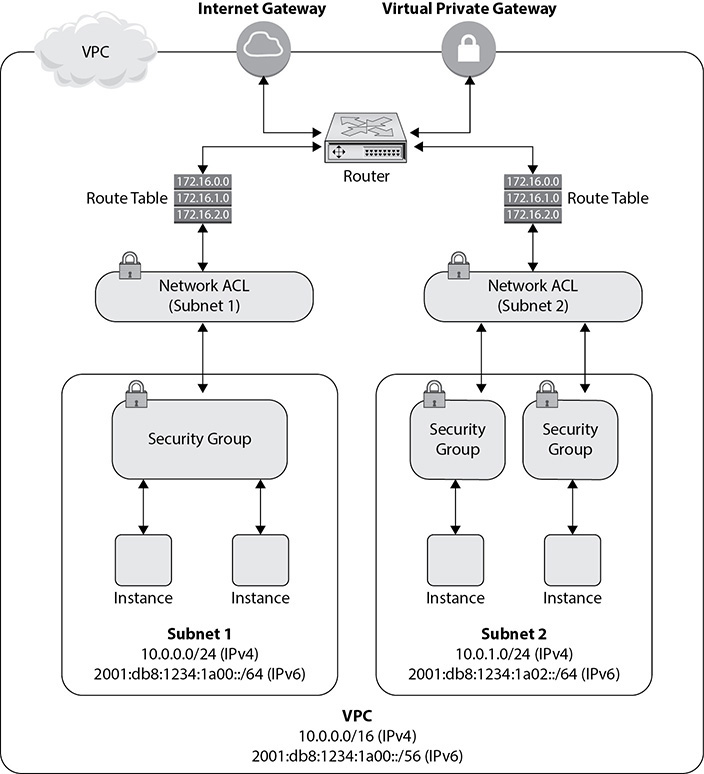 Internet Gateway
Virtual Private Gateway
VPC
Router
Route Table
172.16.0.0
172.16.1.0
172.16.2.0
172.16.0.0
172.16.1.0
172.16.2.0
Route Table
Network ACL
(Subnet 1)
Network ACL
(Subnet 2)
Security Group
Security
Group
Security
Group
Instance
Instance
Instance
Instance
Subnet 1
10.0.0.0/24 (IPv4)
2001:db8:1234:1a00::/64 (IPv6)
Subnet 2
10.0.1.0/24 (IPv4)
2001:db8:1234:1a02::/64 (IPv6)
VPC
10.0.0.0/16 (IPv4)
2001:db8:1234:1a00::/56 (IPv6)